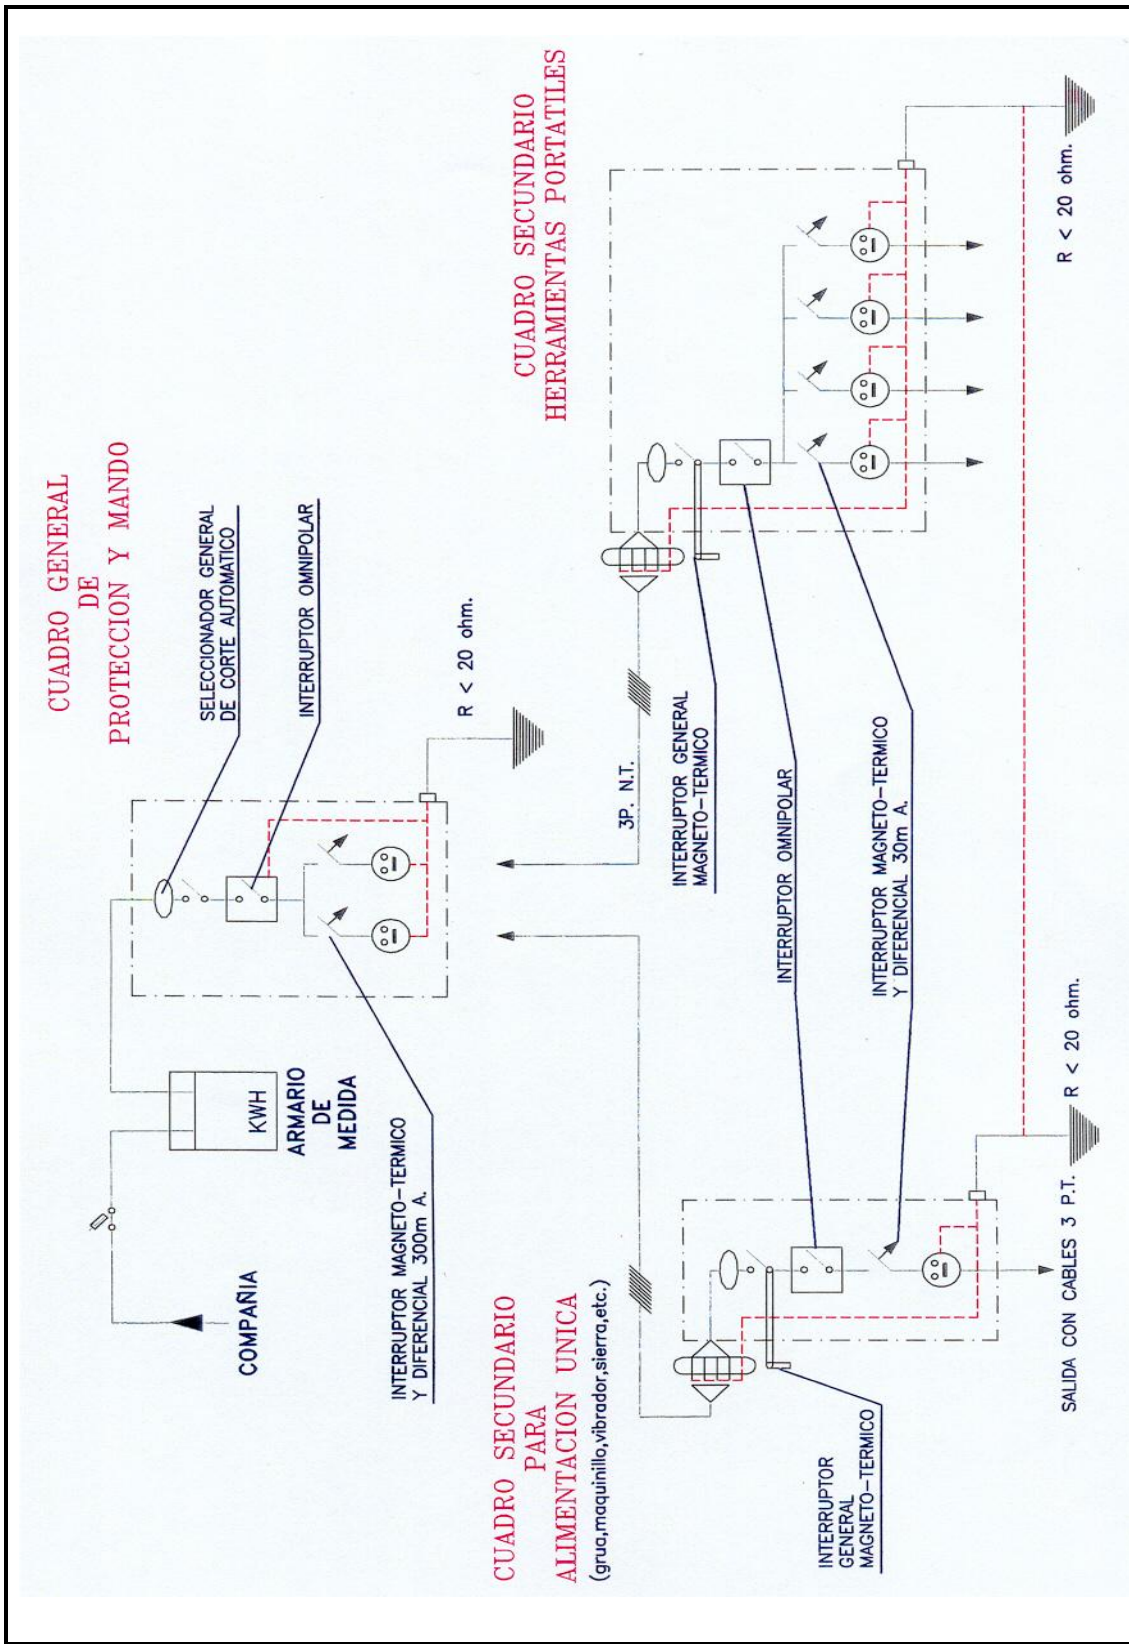 CUADRO GENERAL
DE
PROTECCION Y MANDO
SELECCIONADOR GENERAL
DE CORTE AUTOMATICO
INTERRUPTOR OMNIPOLAR
R < 20 ohm.
COMPAÑIA
KWH
ARMARIO
DE
MEDIDA
INTERRUPTOR MAGNETO-TERMICO
Y DIFERENCIAL 300m A.
CUADRO SECUNDARIO
PARA
ALIMENTACION UNICA
(grua,maquinillo,vibrador,sierra,etc.)
INTERRUPTOR
GENERAL
MAGNETO-TERMICO
SALIDA CON CABLES 3 P.T.
R < 20 ohm.
CUADRO SECUNDARIO
HERRAMIENTAS PORTATILES
3P. N.T.
INTERRUPTOR GENERAL
MAGNETO-TERMICO
INTERRUPTOR OMNIPOLAR
INTERRUPTOR MAGNETO-TERMICO
Y DIFERENCIAL 30m A.
R < 20 ohm.